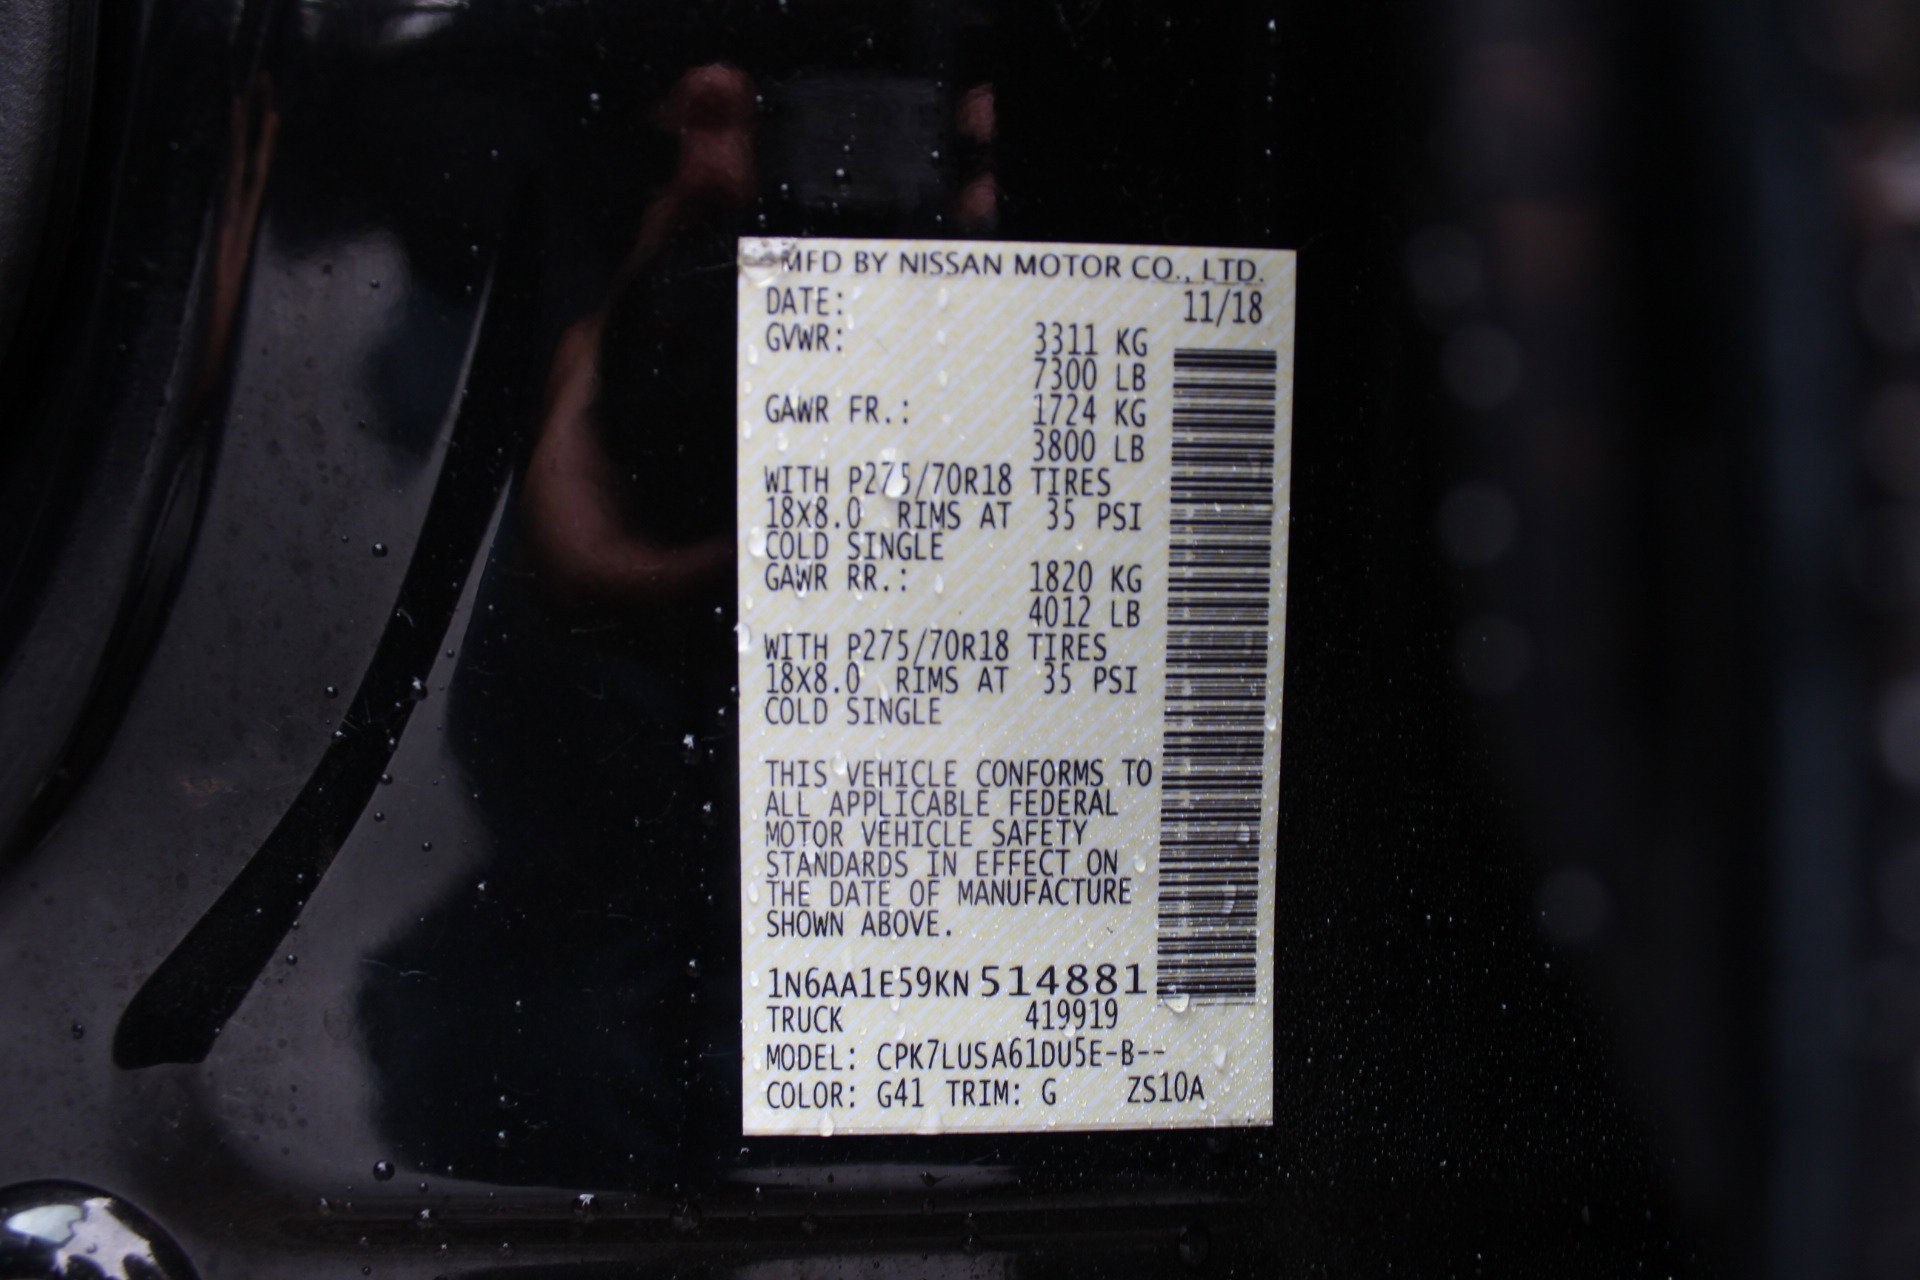 MFD BY NISSAN MOTOR CO., LTD.
DATE: 11/18
GVWR: 3311 KG
7300 LB
GAWR FR.: 1724 KG
3800 LB
WITH P275/70R18 TIRES
18X8.0 RIMS AT 35 PSI
COLD SINGLE
GAWR RR.: 1820 KG
4012 LB
WITH P275/70R18 TIRES
18X8.0 RIMS AT 35 PSI
COLD SINGLE
THIS VEHICLE CONFORMS TO
ALL APPLICABLE FEDERAL
MOTOR VEHICLE SAFETY
STANDARDS IN EFFECT ON
THE DATE OF MANUFACTURE
SHOWN ABOVE.
1N6AA1E59KN514881
TRUCK 419919
MODEL: CPK7LUSA61DU5E-B--
COLOR: G41 TRIM: G ZS10A